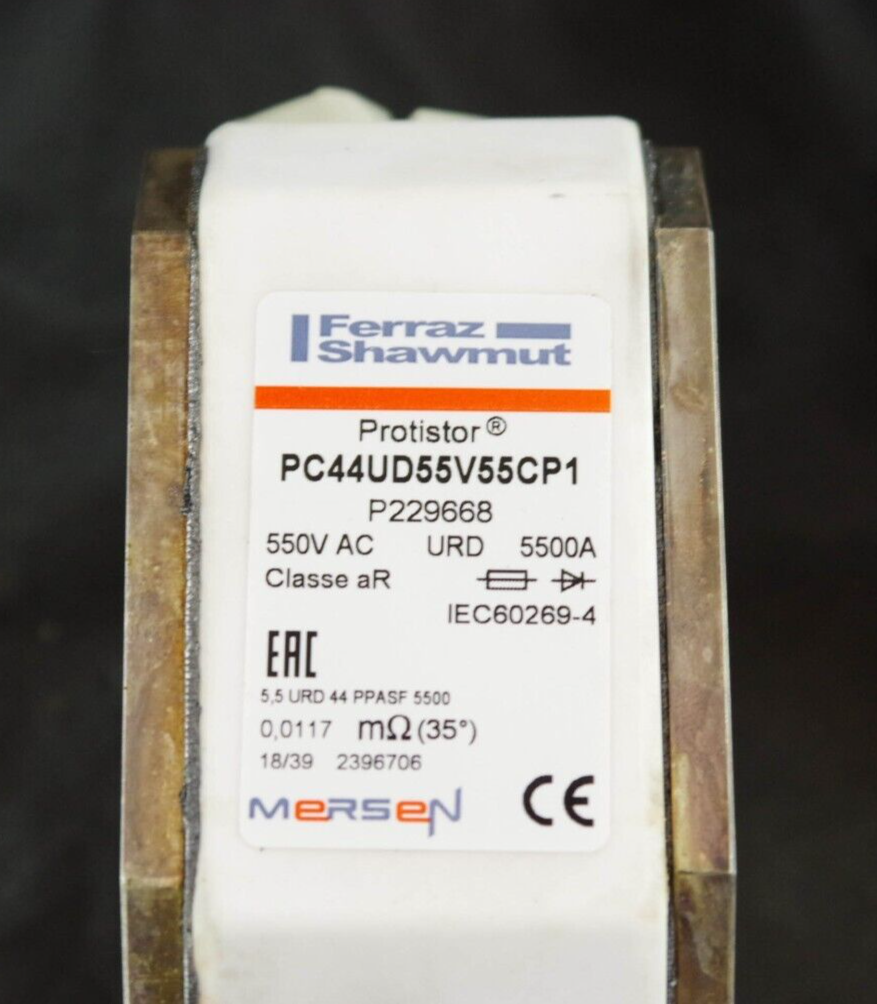 Ferraz
Shawmut
Protistor®
PC44UD55V55CP1
P229668
550V AC URD 5500A
Classe aR
IEC60269-4
EAC
5,5 URD 44 PPASF 5500
0,0117 mΩ (35°)
18/39 2396706
MERSEN CE